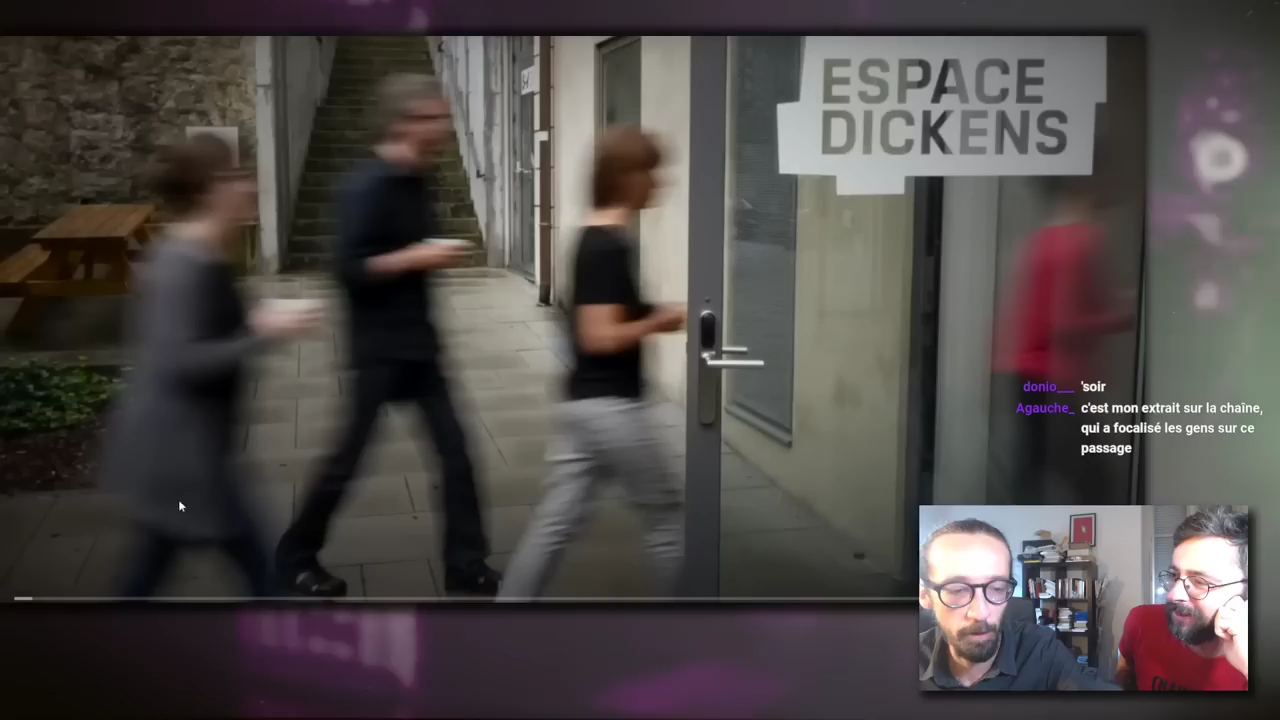 ESPACE
DICKENS
donio___ 'soir
Agauche_ c'est mon extrait sur la chaîne,
qui a focalisé les gens sur ce
passage